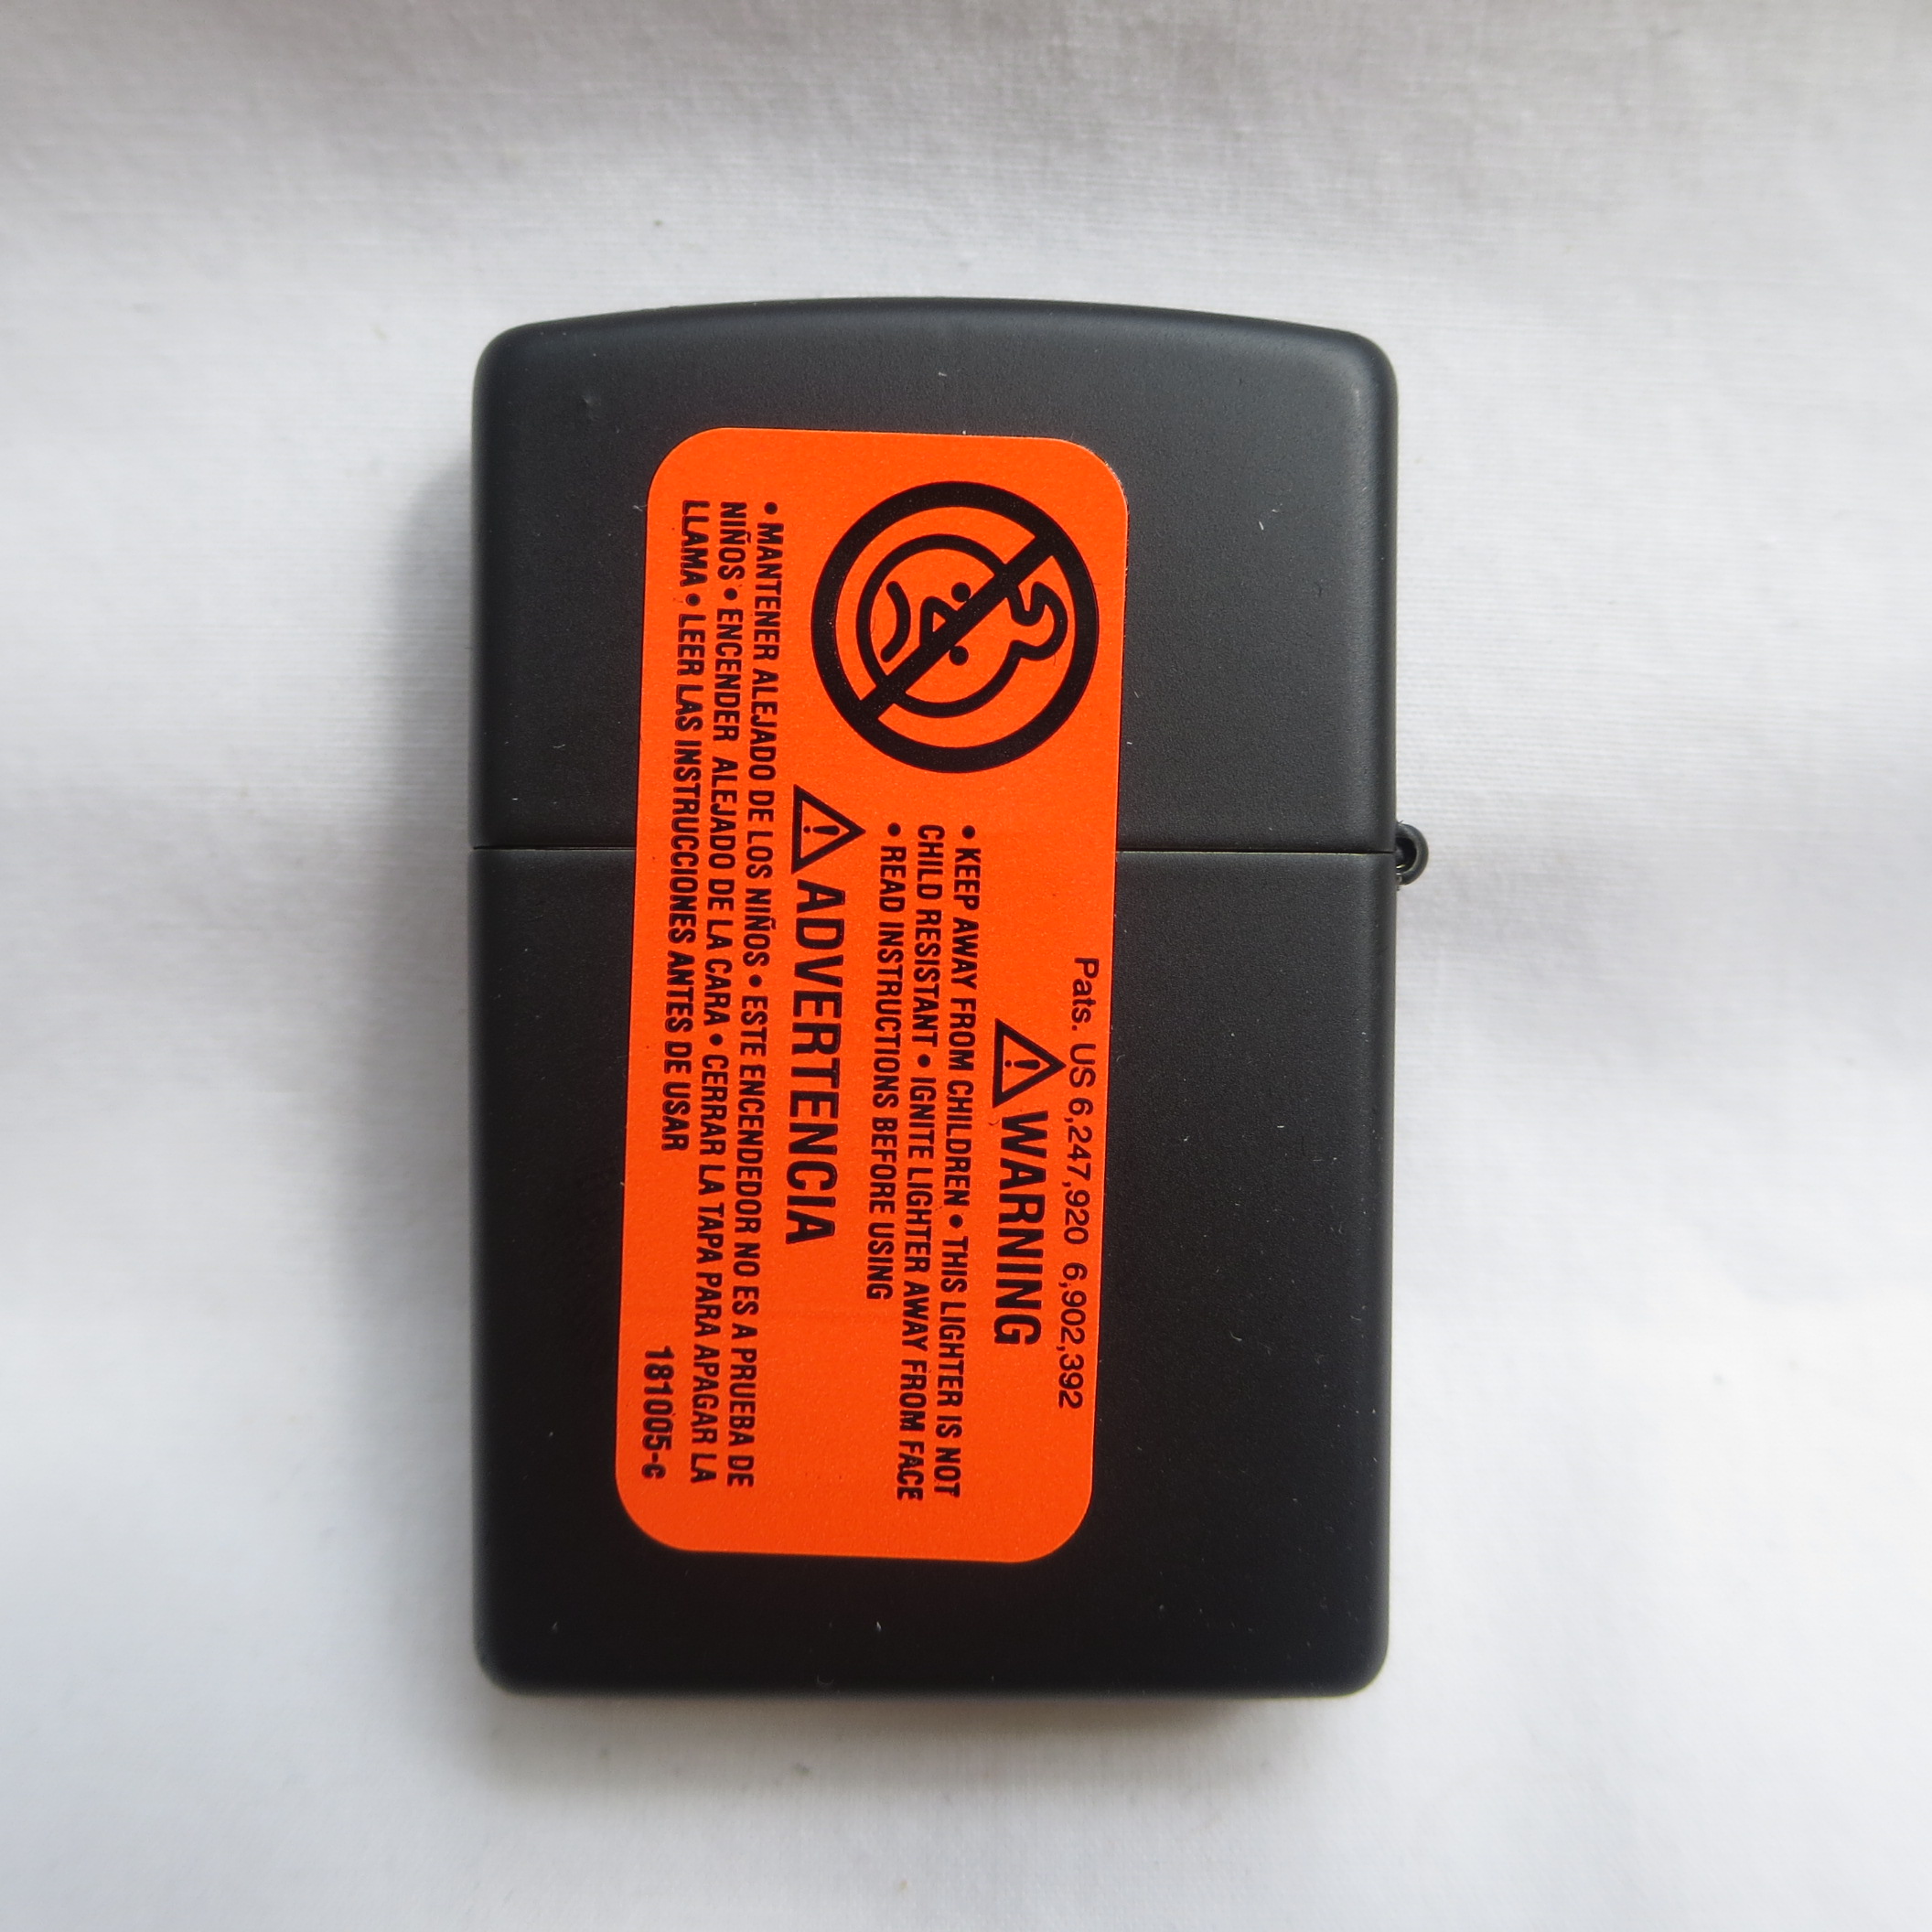 Pats. US 6,247,920 6,902,392
WARNING
• KEEP AWAY FROM CHILDREN • THIS LIGHTER IS NOT
CHILD RESISTANT • IGNITE LIGHTER AWAY FROM FACE
• READ INSTRUCTIONS BEFORE USING
ADVERTENCIA
• MANTENER ALEJADO DE LOS NIÑOS • ESTE ENCENDEDOR NO ES A PRUEBA DE
NIÑOS • ENCENDER ALEJADO DE LA CARA • CERRAR LA TAPA PARA APAGAR LA
LLAMA • LEER LAS INSTRUCCIONES ANTES DE USAR
181005-c